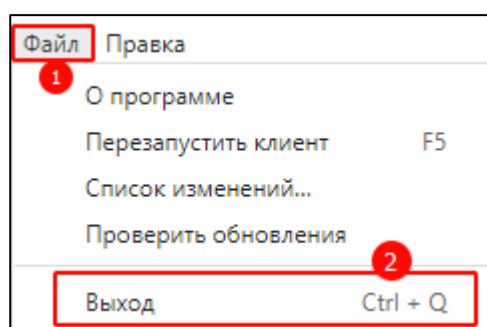 Файл Правка
1
О программе
Перезапустить клиент F5
Список изменений...
Проверить обновления
2
Выход Ctrl + Q